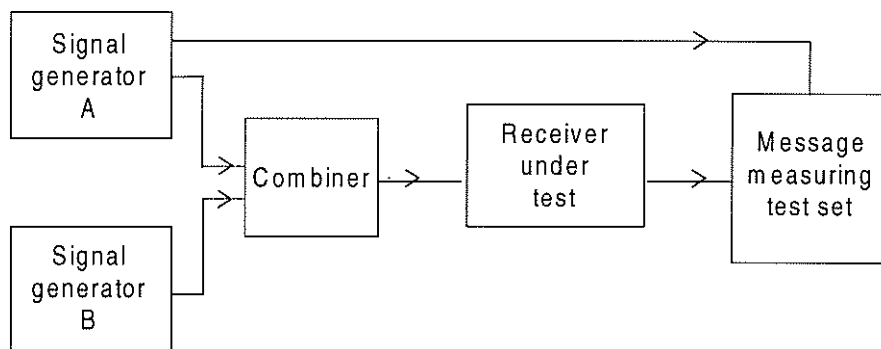 Signal
generator
A
Combiner
Receiver
under
test
Message
measuring
test set
Signal
generator
B